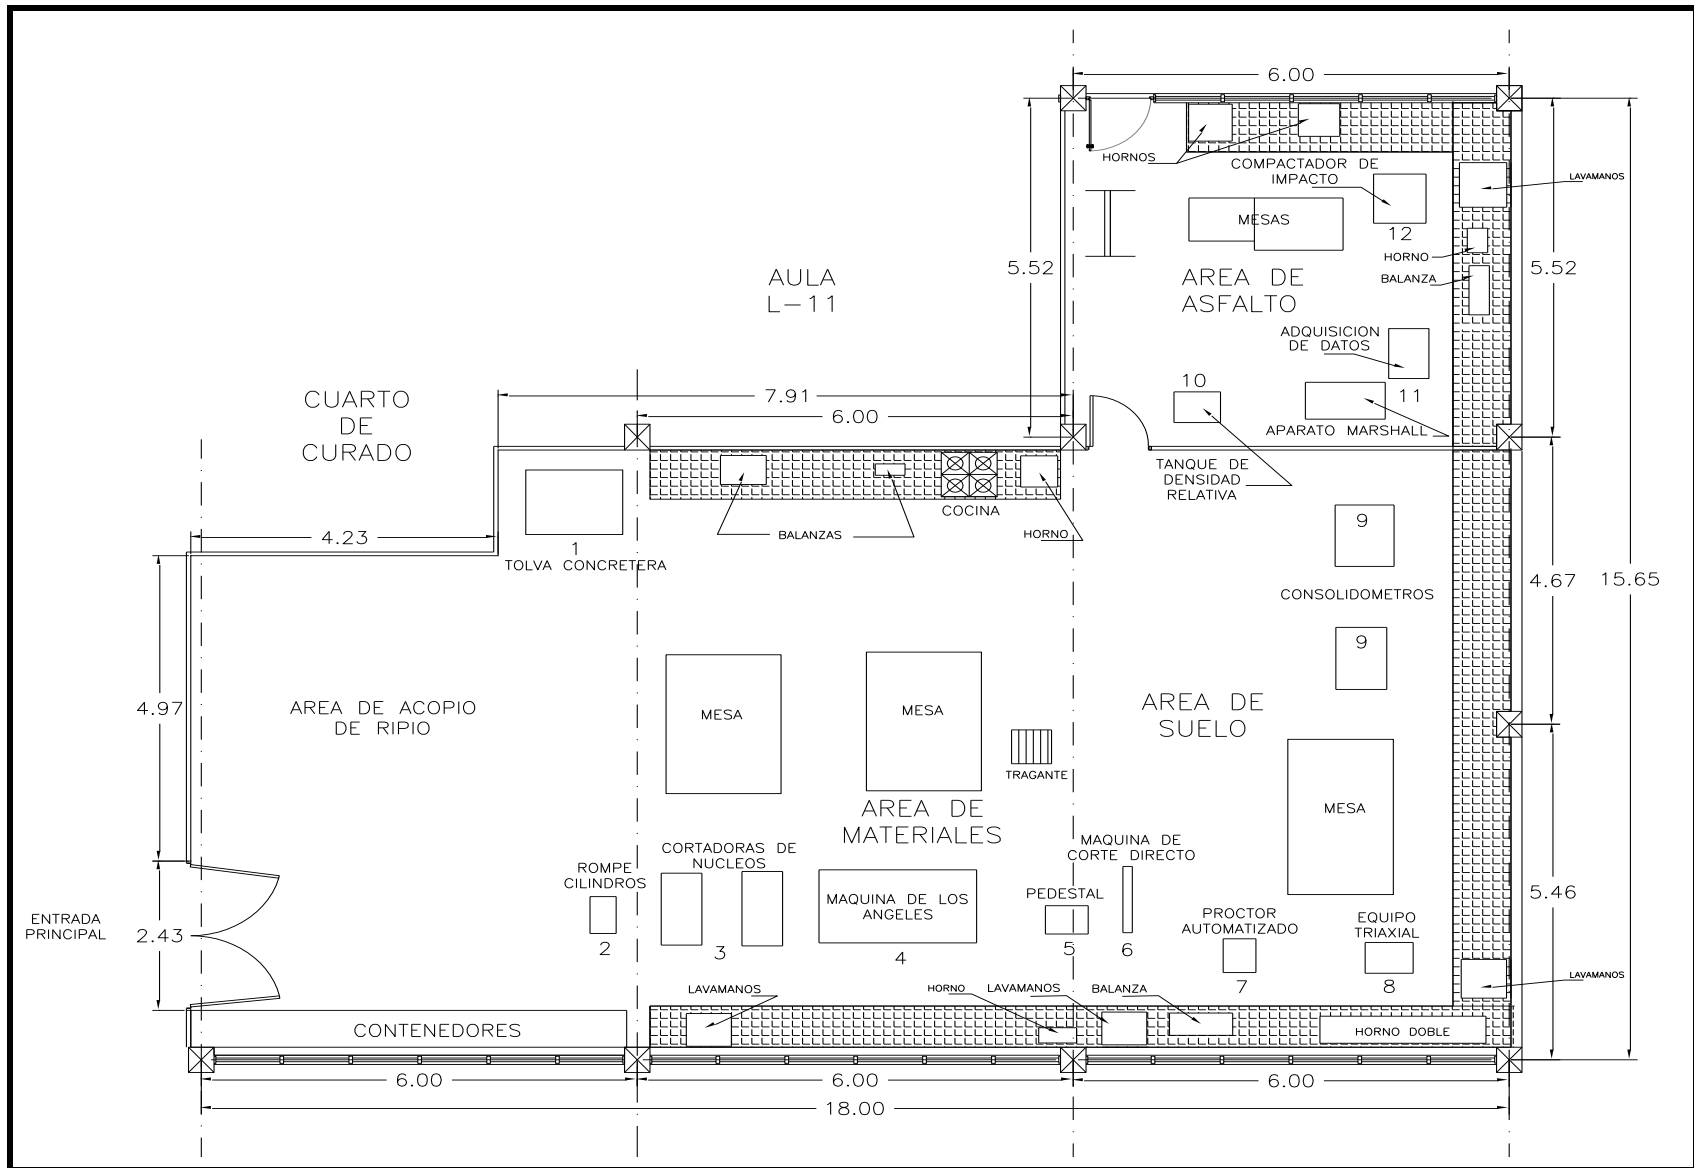 6.00
HORNOS
COMPACTADOR DE
IMPACTO
LAVAMANOS
MESAS
12
HORNO
BALANZA
5.52
5.52
AULA
L-11
AREA DE
ASFALTO
ADQUISICION
DE DATOS
10
11
APARATO MARSHALL
7.91
6.00
CUARTO
DE
CURADO
TANQUE DE
DENSIDAD
RELATIVA
COCINA
BALANZAS
HORNO
4.23
1
TOLVA CONCRETERA
9
CONSOLIDOMETROS
9
4.67
15.65
4.97
AREA DE ACOPIO
DE RIPIO
MESA
MESA
AREA DE
SUELO
TRAGANTE
AREA DE
MATERIALES
MESA
CORTADORAS DE
NUCLEOS
MAQUINA DE
CORTE DIRECTO
ROMPE
CILINDROS
MAQUINA DE LOS
ANGELES
PEDESTAL
5.46
ENTRADA
PRINCIPAL
2.43
PROCTOR
AUTOMATIZADO
EQUIPO
TRIAXIAL
2
3
4
5
6
7
8
LAVAMANOS
HORNO
LAVAMANOS
BALANZA
LAVAMANOS
CONTENEDORES
HORNO DOBLE
6.00
6.00
6.00
18.00